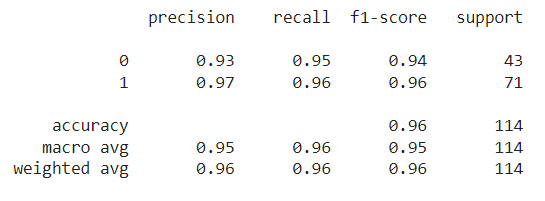 precision recall f1-score support
0 0.93 0.95 0.94 43
1 0.97 0.96 0.96 71
accuracy 0.96 114
macro avg 0.95 0.96 0.95 114
weighted avg 0.96 0.96 0.96 114